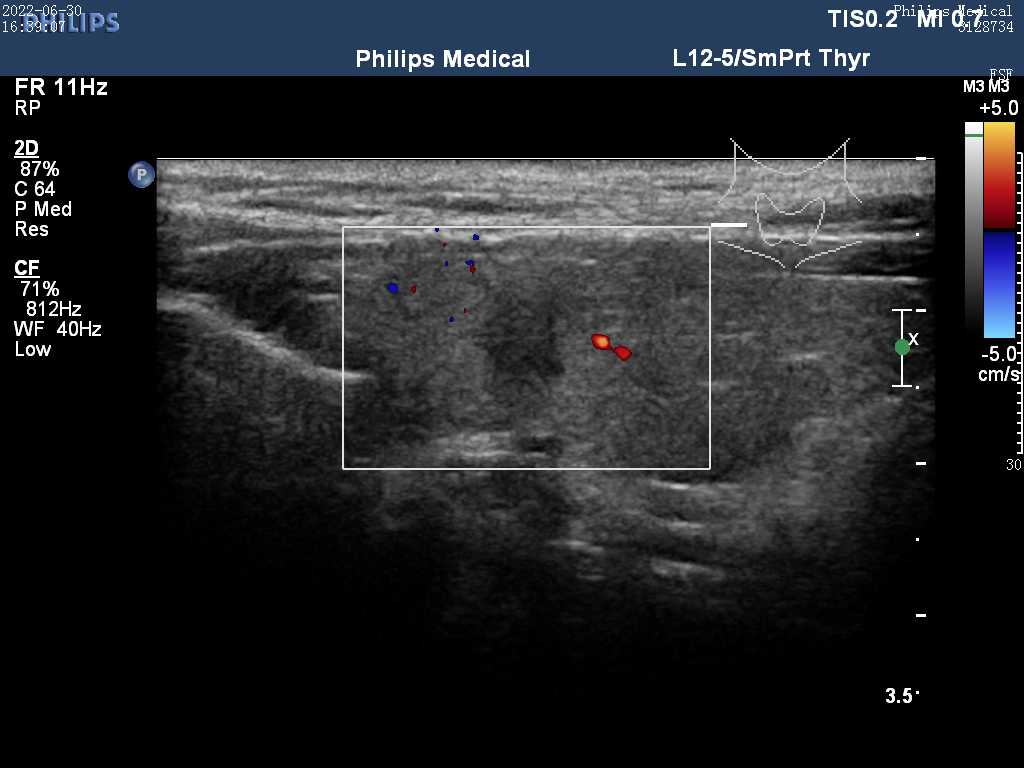 2022-06-30
16:39:07
PHILIPS
TIS0.2 MI 0.7
Philips Medical
3128734
Philips Medical
L12-5/SmPrt Thyr
FSF
FR 11Hz
RP
M3 M3
+5.0
2D
87%
C 64
P Med
Res
P
CF
71%
812Hz
WF 40Hz
Low
x
-5.0
cm/s
30
3.5